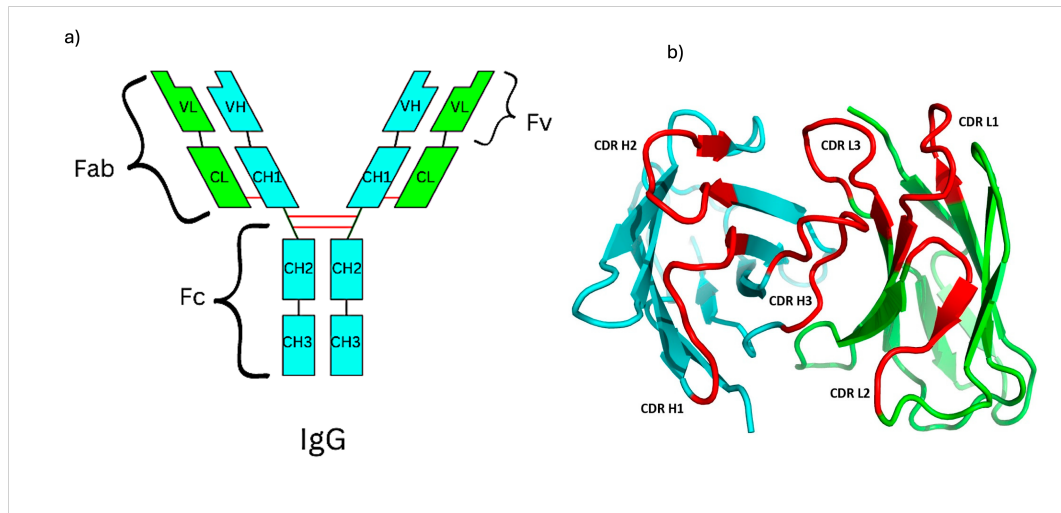 a)
VL VH VH VL
Fv
Fab
CL CH1 CH1 CL
CH2 CH2
Fc
CH3 CH3
IgG
b)
CDR L1
CDR H2
CDR L3
CDR H3
CDR L2
CDR H1